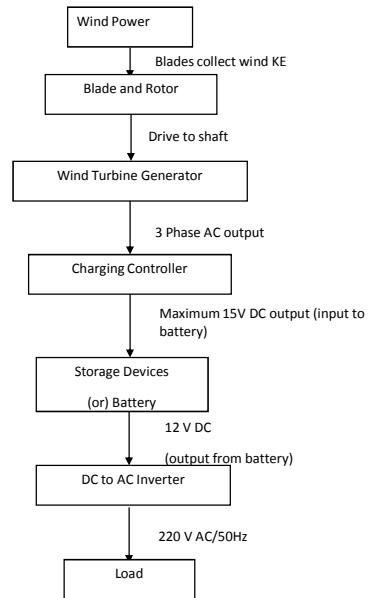 Wind Power
Blades collect wind KE
Blade and Rotor
Drive to shaft
Wind Turbine Generator
3 Phase AC output
Charging Controller
Maximum 15V DC output (input to
battery)
Storage Devices
(or) Battery
12 V DC
(output from battery)
DC to AC Inverter
220 V AC/50Hz
Load